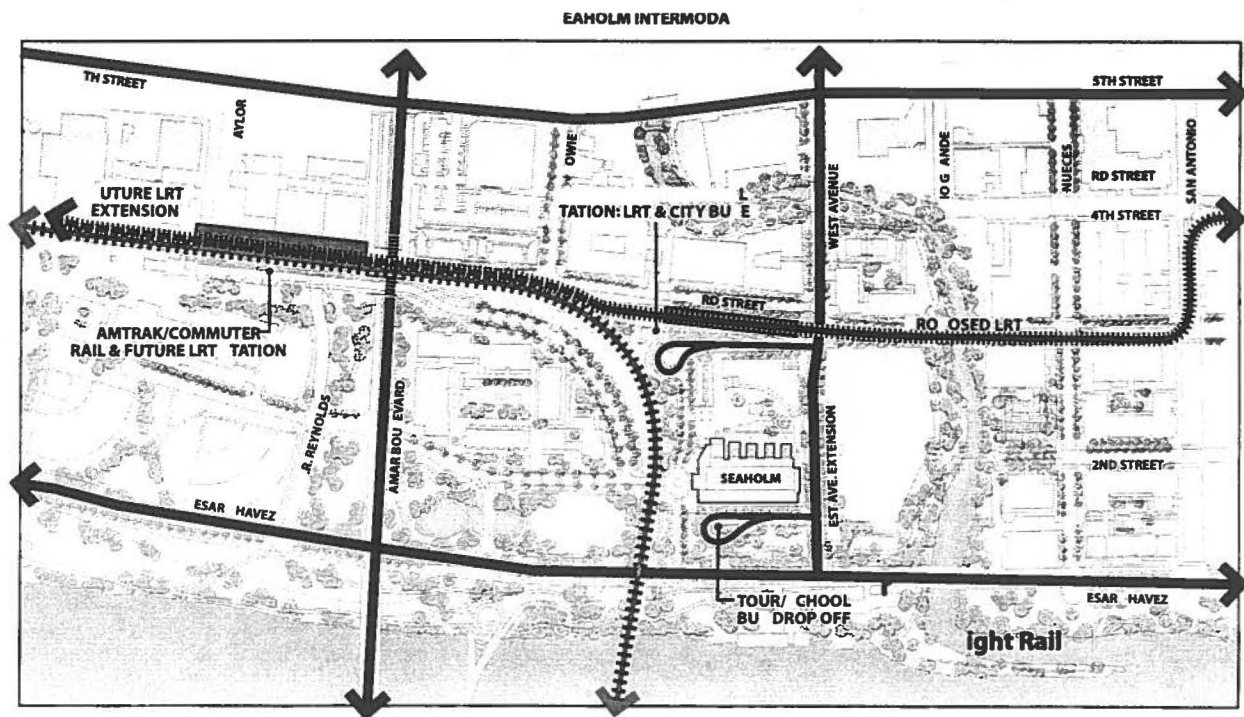 EAHOLM INTERMODA
TH STREET
5TH STREET
AYLOR
OWIE
WEST AVENUE
IO G ANDE
NUECES
RD STREET
SAN ANTONIO
4TH STREET
UTURE LRT
EXTENSION
TATION: LRT & CITY BU E
RD STREET
RO OSED LRT
AMTRAK/COMMUTER
RAIL & FUTURE LRT TATION
.R. REYNOLDS
AMAR BOU EVARD
EST AVE. EXTENSION
2ND STREET
SEAHOLM
ESAR HAVEZ
TOUR/ CHOOL
BU DROP OFF
ESAR HAVEZ
ight Rail